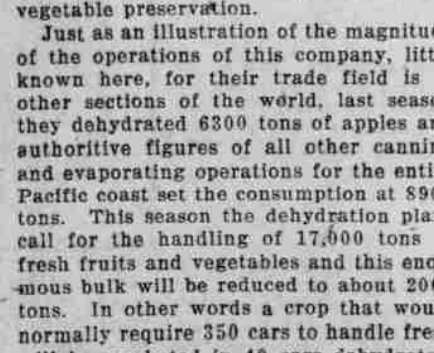 vegetable preservation.
Just as an illustration of the magnitu
of the operations of this company, litt
known here, for their trade field is
other sections of the world, last seas
they dehydrated 6300 tons of apples a
authoritive figures of all other cannin
and evaporating operations for the enti
Pacific coast set the consumption at 890
tons. This season the dehydration pla
call for the handling of 17,000 tons
fresh fruits and vegetables and this eno
mous bulk will be reduced to about 200
tons. In other words a crop that wou
normally require 350 cars to handle fre